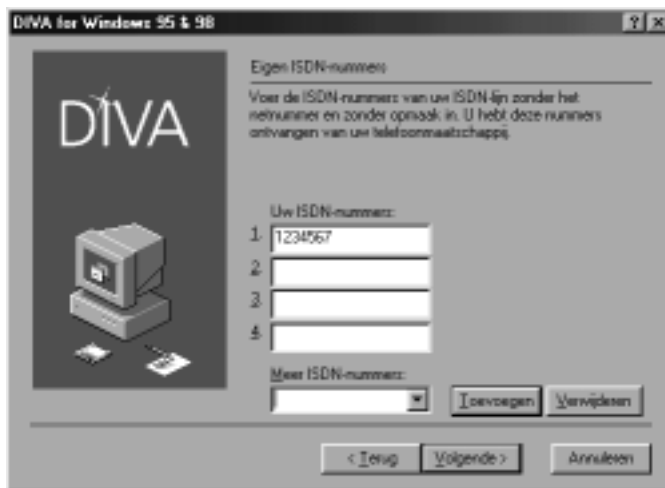 DIVA for Windows 95 & 98
DIVA
Eigen ISDN-nummers
Voer de ISDN-nummers van uw ISDN-lijn zonder het
netnummer en zonder opmaak in. U hebt deze nummers
ontvangen van uw telefoonmaatschappij.
Uw ISDN-nummers:
1. 1234567
2.
3.
4.
Meer ISDN-nummers:
Toevoegen Verwijderen
< Terug Volgende > Annuleren